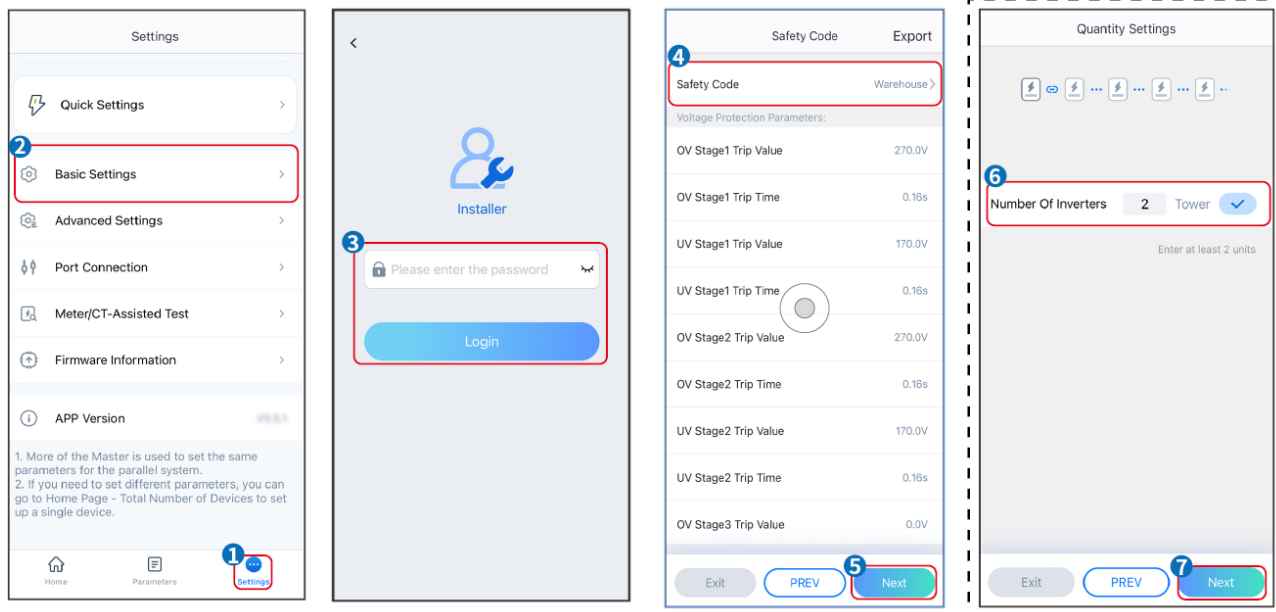 Settings
Quick Settings
2
Basic Settings
Advanced Settings
Port Connection
Meter/CT-Assisted Test
Firmware Information
APP Version
1. More of the Master is used to set the same
parameters for the parallel system.
2. If you need to set different parameters, you can
go to Home Page - Total Number of Devices to set
up a single device.
1
Home
Parameters
Settings
Installer
3
Please enter the password
Login
Safety Code Export
4
Safety Code Warehouse
Voltage Protection Parameters:
OV Stage1 Trip Value 270.0V
OV Stage1 Trip Time 0.16s
UV Stage1 Trip Value 170.0V
UV Stage1 Trip Time 0.16s
OV Stage2 Trip Value 270.0V
OV Stage2 Trip Time 0.16s
UV Stage2 Trip Value 170.0V
UV Stage2 Trip Time 0.16s
OV Stage3 Trip Value 0.0V
5
Exit PREV Next
Quantity Settings
6
Number Of Inverters 2 Tower
Enter at least 2 units
7
Exit PREV Next